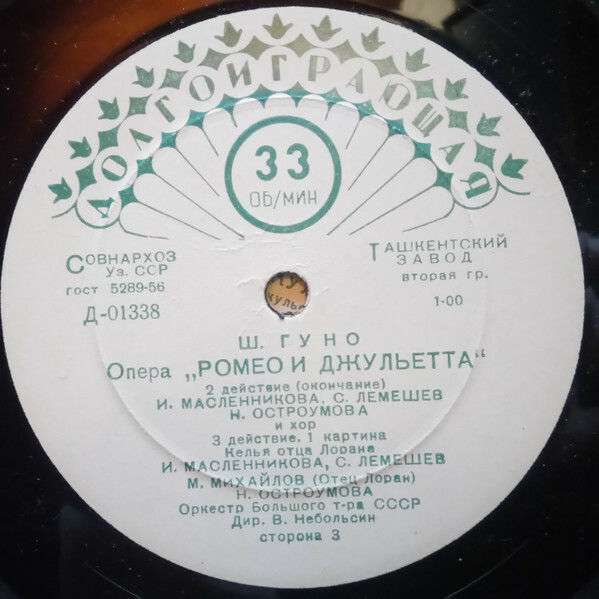 ДОЛГОИГРАЮЩАЯ
33
ОБ/МИН
СОВНАРХОЗ
Уз. ССР
гост 5289-56
Д-01338
ТАШКЕНТСКИЙ
ЗАВОД
вторая гр.
1-00
Ш. ГУНО
Опера „РОМЕО И ДЖУЛЬЕТТА“
2 действие (окончание)
И. МАСЛЕННИКОВА, С. ЛЕМЕШЕВ
Н. ОСТРОУМОВА
и хор
3 действие. 1 картина
Келья отца Лорана
И. МАСЛЕННИКОВА, С. ЛЕМЕШЕВ
М. МИХАЙЛОВ (Отец Лоран)
Н. ОСТРОУМОВА
Оркестр Большого т-ра СССР
Дир. В. Небольсин
сторона 3